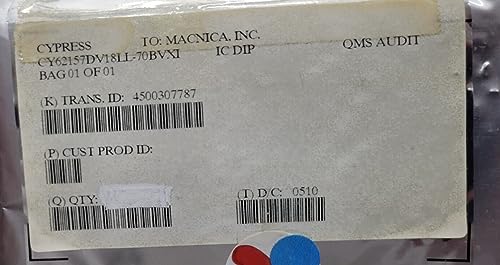 CYPRESS TO: MACNICA, INC.
CY62157DV18LL-70BVXI IC DIP QMS AUDIT
BAG 01 OF 01
(K) TRANS. ID: 4500307787
(P) CUST PROD ID:
(Q) QTY: (T) D/C: 0510